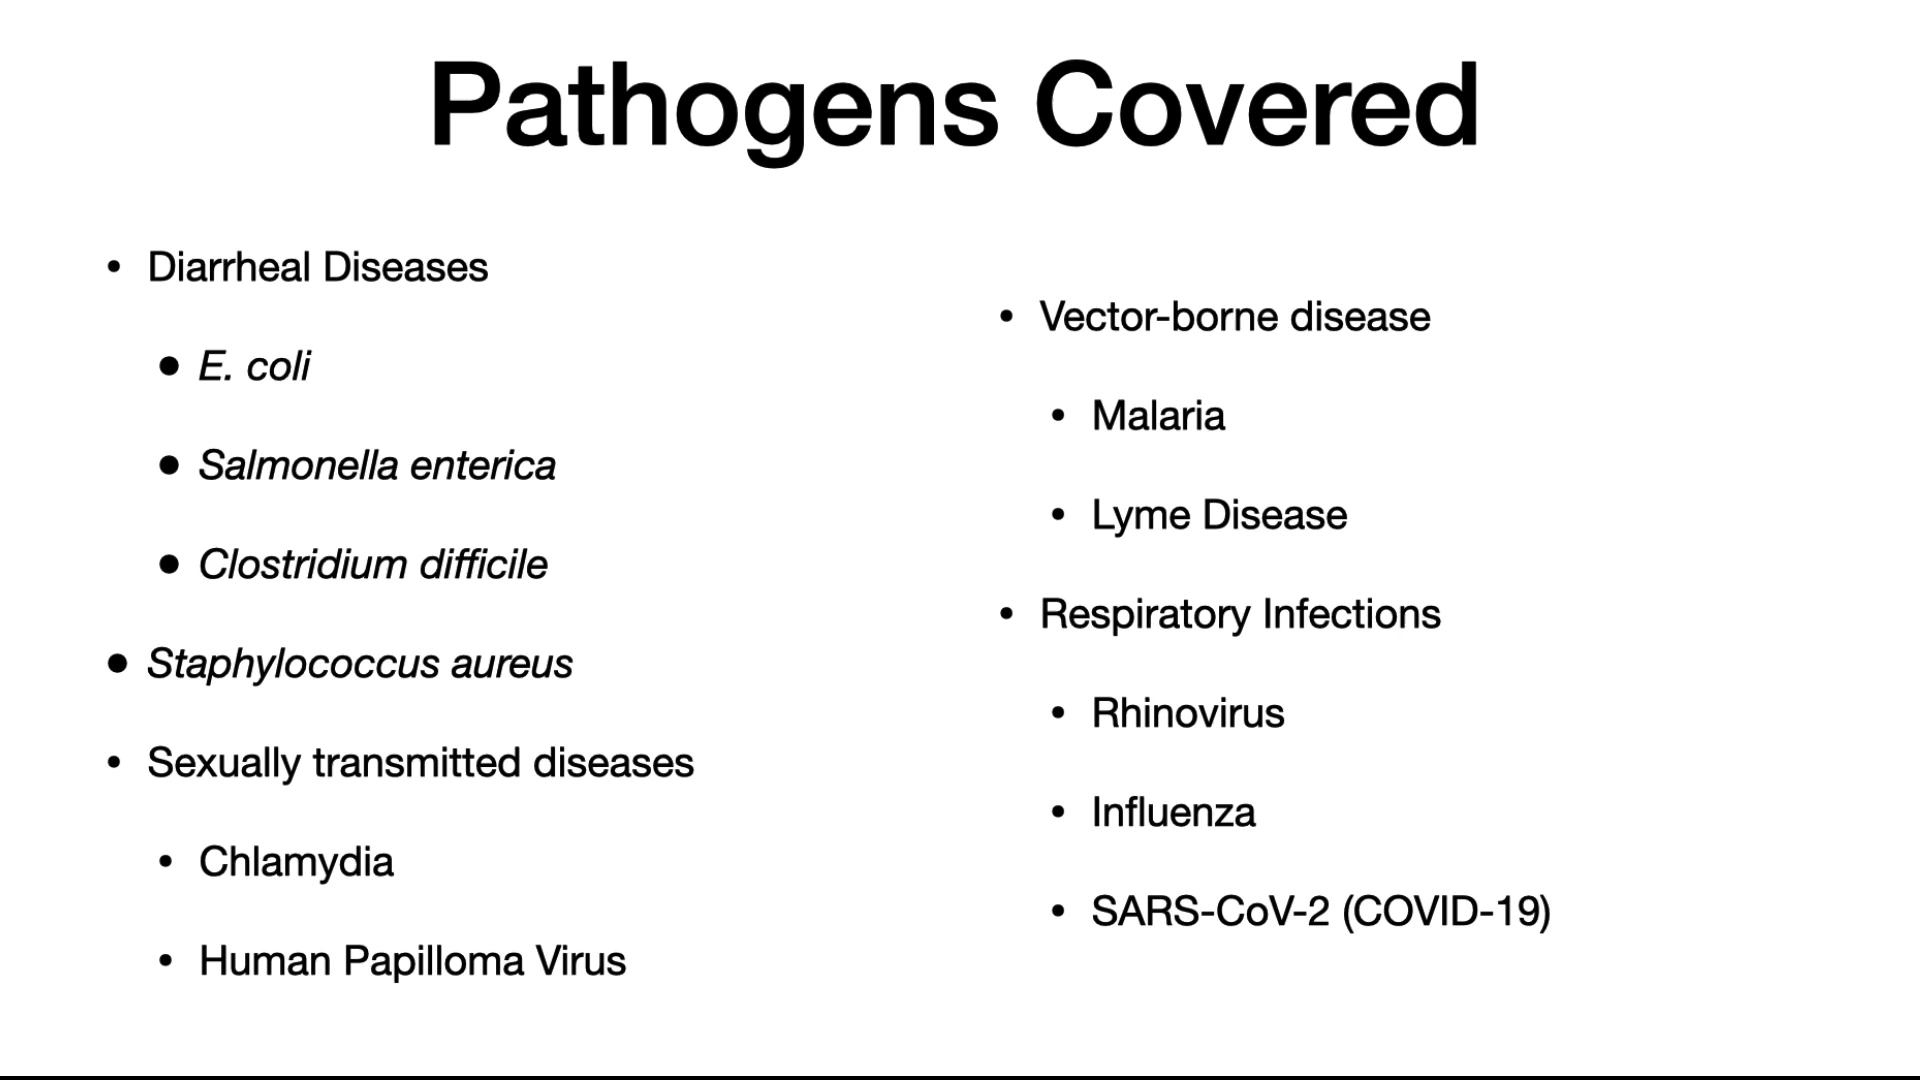 Pathogens Covered
• Diarrheal Diseases
• E. coli
• Salmonella enterica
• Clostridium difficile
• Staphylococcus aureus
• Sexually transmitted diseases
• Chlamydia
• Human Papilloma Virus
• Vector-borne disease
• Malaria
• Lyme Disease
• Respiratory Infections
• Rhinovirus
• Influenza
• SARS-CoV-2 (COVID-19)